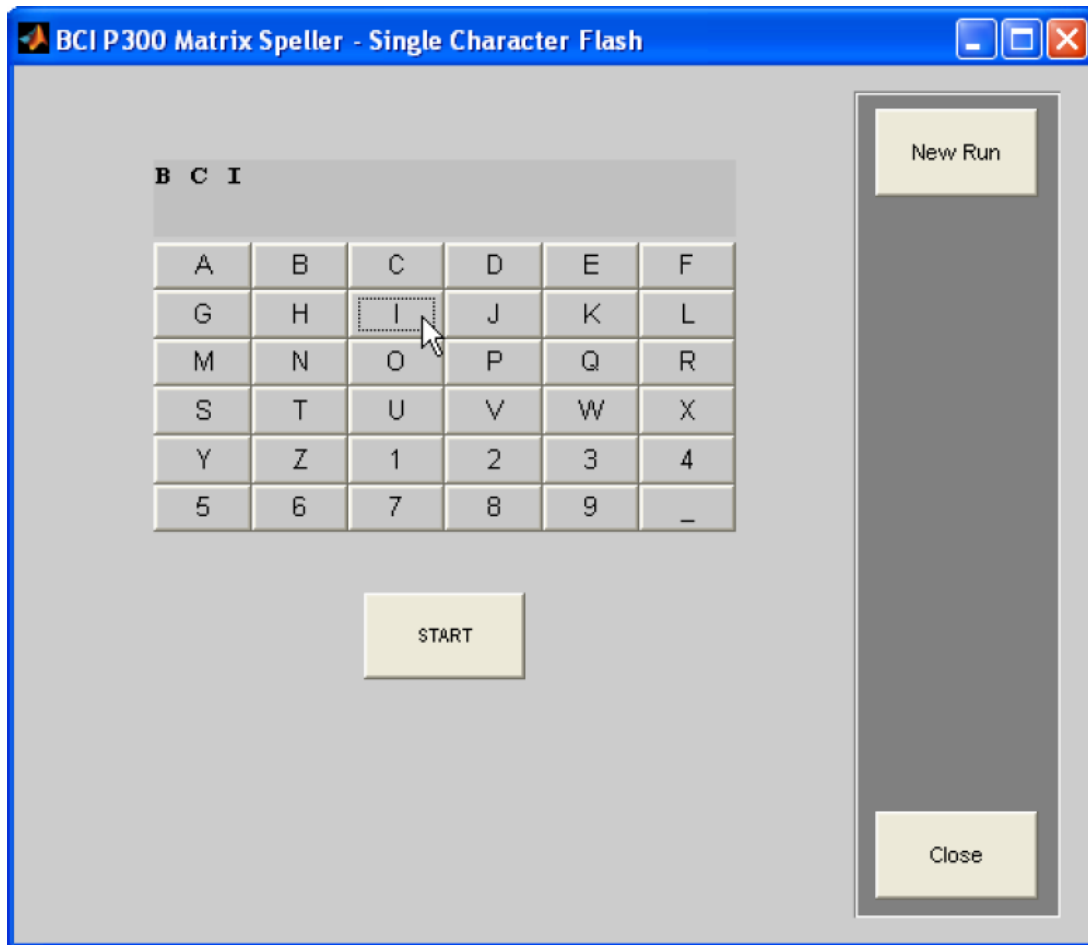 BCI P300 Matrix Speller - Single Character Flash
New Run
B C I
A B C D E F
G H I J K L
M N O P Q R
S T U V W X
Y Z 1 2 3 4
5 6 7 8 9 _
START
Close